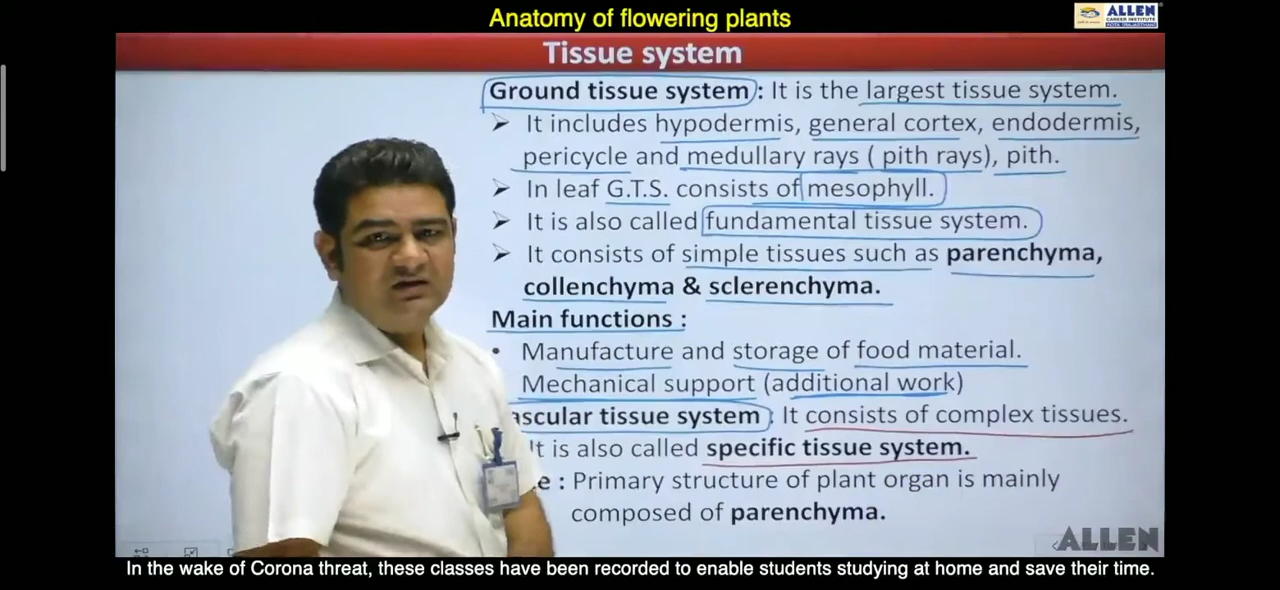 Anatomy of flowering plants
ALLEN
CAREER INSTITUTE
KOTA (RAJASTHAN)
Tissue system
Ground tissue system : It is the largest tissue system.
➢ It includes hypodermis, general cortex, endodermis,
pericycle and medullary rays ( pith rays), pith.
➢ In leaf G.T.S. consists of mesophyll.
➢ It is also called fundamental tissue system.
➢ It consists of simple tissues such as parenchyma,
collenchyma & sclerenchyma.
Main functions :
• Manufacture and storage of food material.
Mechanical support (additional work)
ascular tissue system : It consists of complex tissues.
It is also called specific tissue system.
e : Primary structure of plant organ is mainly
composed of parenchyma.
ALLEN
In the wake of Corona threat, these classes have been recorded to enable students studying at home and save their time.